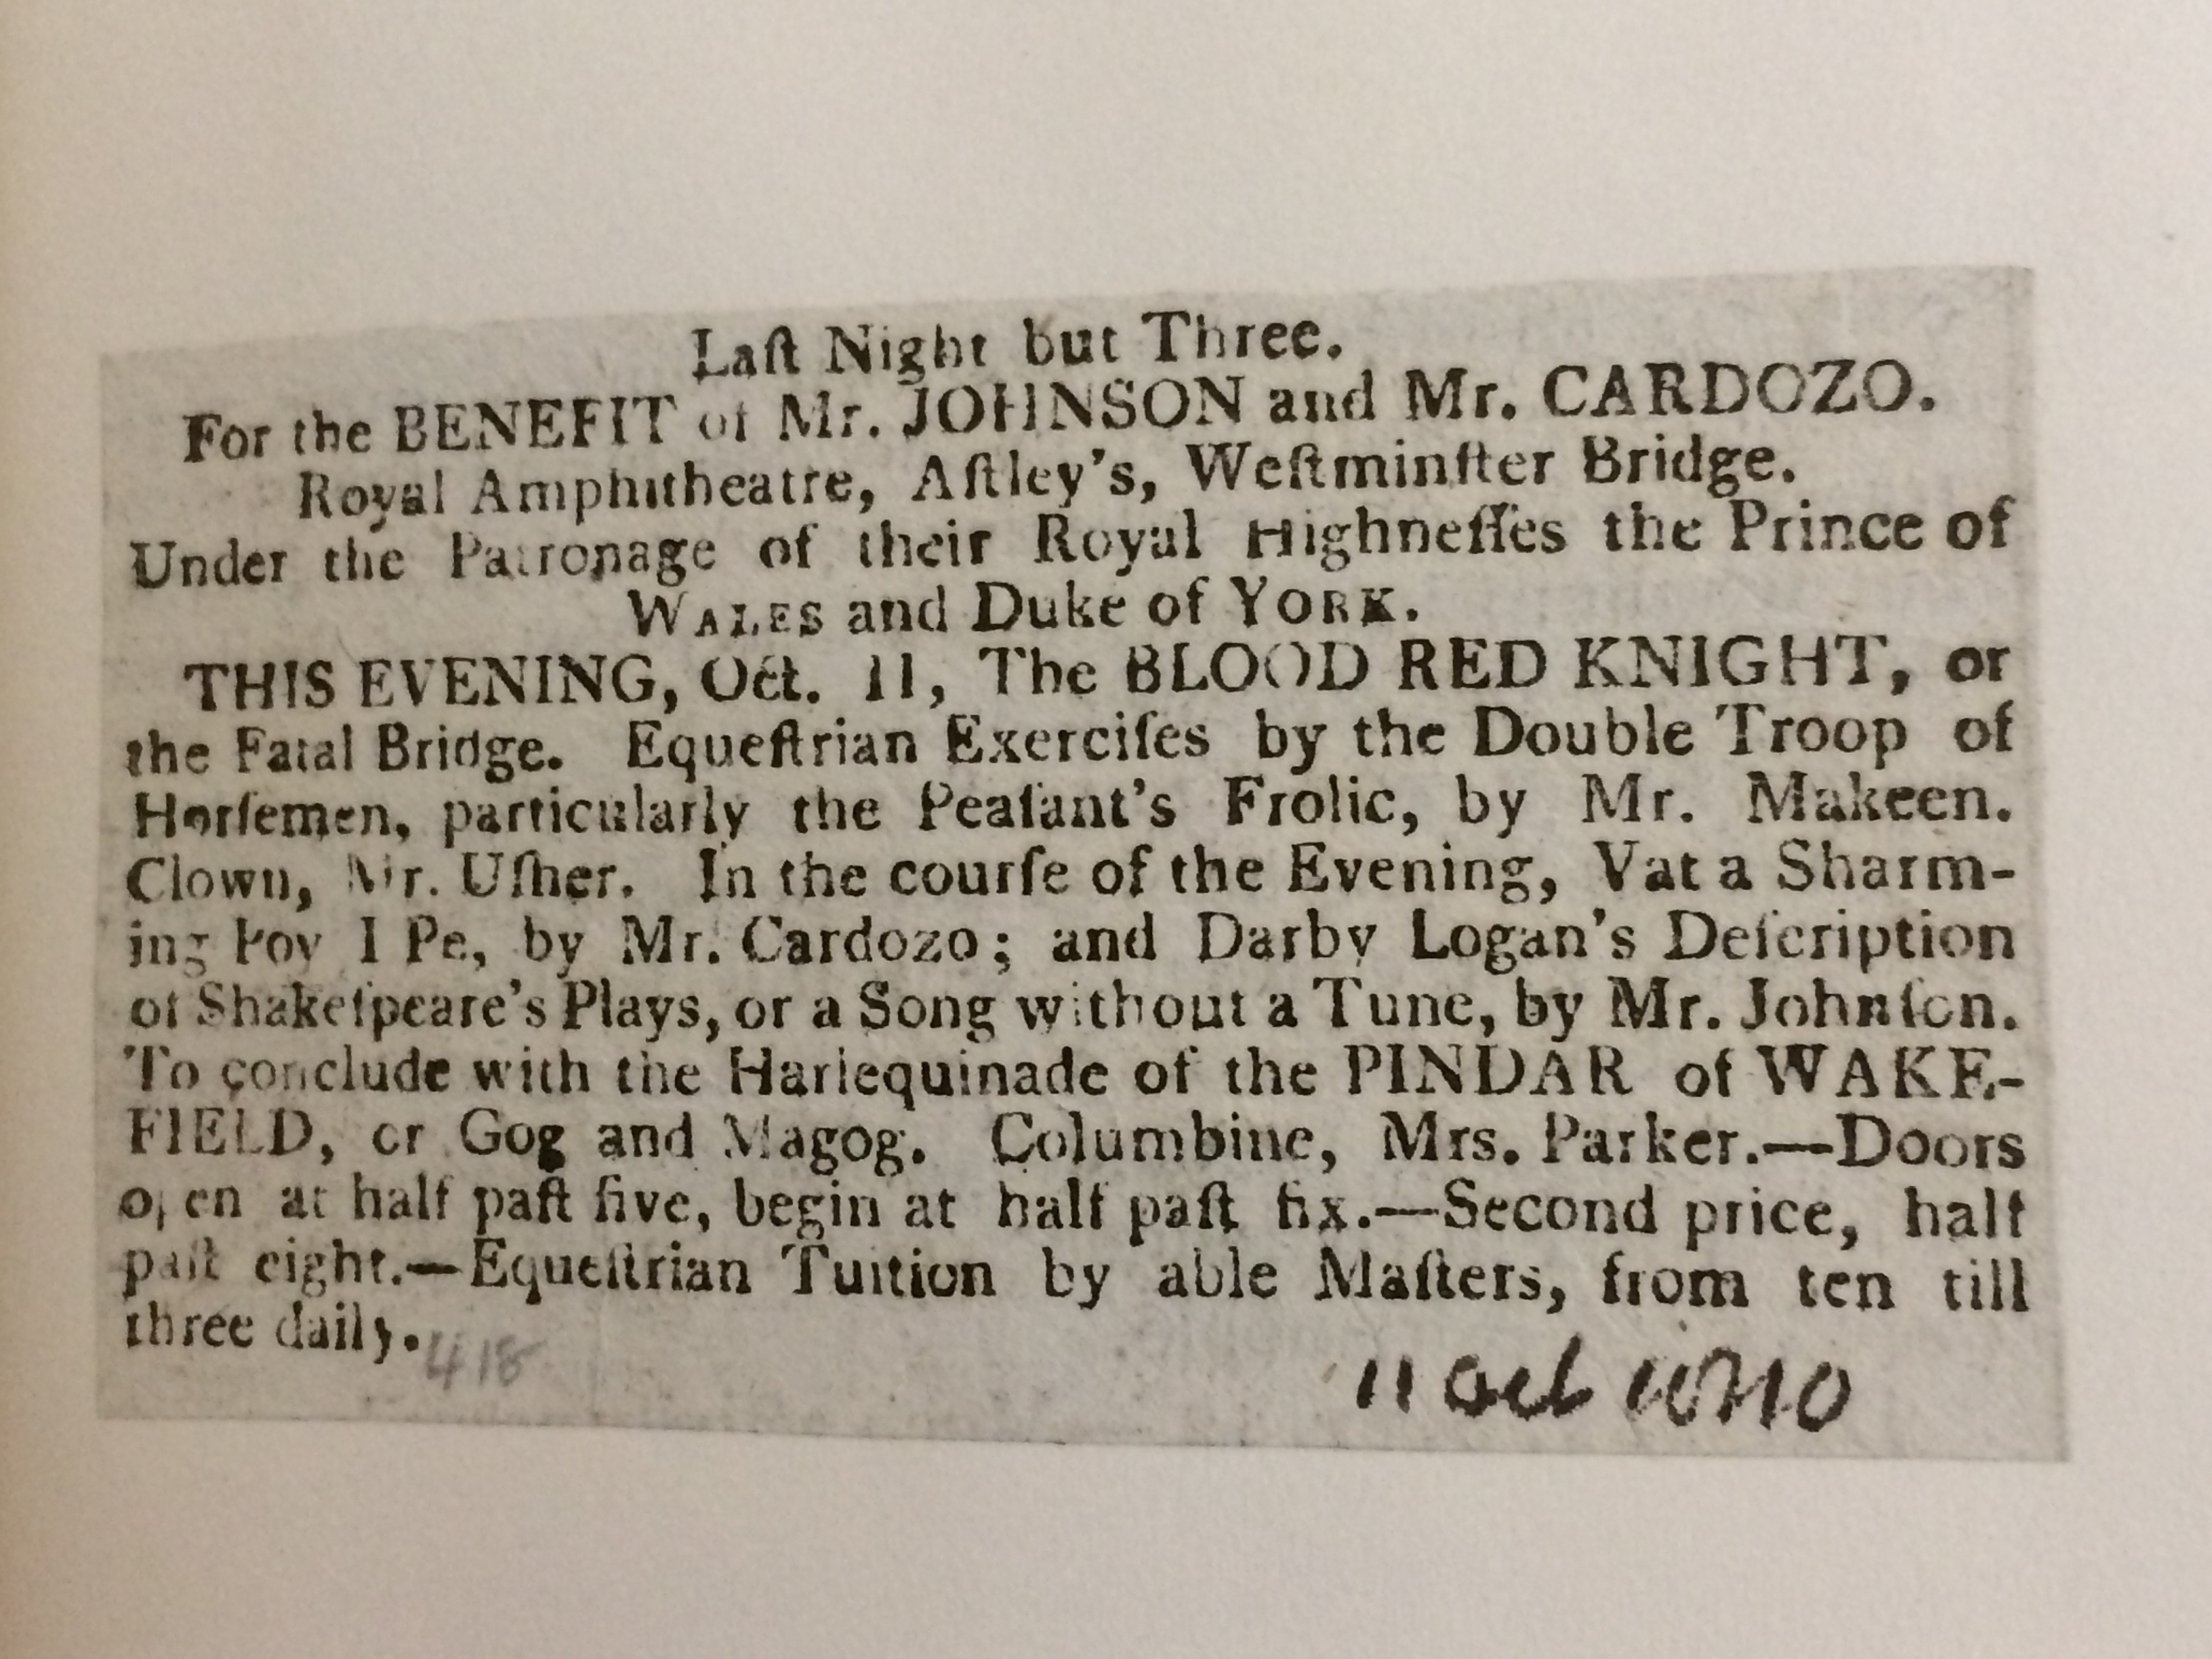 Laſt Night but Three.
For the BENEFIT of Mr. JOHNSON and Mr. CARDOZO.
Royal Amphitheatre, Aſtley's, Weſtminſter Bridge.
Under the Patronage of their Royal Highneſſes the Prince of
WALES and Duke of YORK.
THIS EVENING, Oct. 11, The BLOOD RED KNIGHT, or
the Fatal Bridge. Equeſtrian Exerciſes by the Double Troop of
Horſemen, particularly the Peaſant's Frolic, by Mr. Makeen.
Clown, Mr. Uſher. In the courſe of the Evening, Vat a Sharm-
ing Poy I Pe, by Mr. Cardozo; and Darby Logan's Deſcription
of Shakeſpeare's Plays, or a Song without a Tune, by Mr. Johnſon.
To conclude with the Harlequinade of the PINDAR of WAKE-
FIELD, or Gog and Magog. Columbine, Mrs. Parker.—Doors
open at half paſt five, begin at half paſt ſix.—Second price, half
paſt eight.—Equeſtrian Tuition by able Maſters, from ten till
three daily. 418
11 Oct